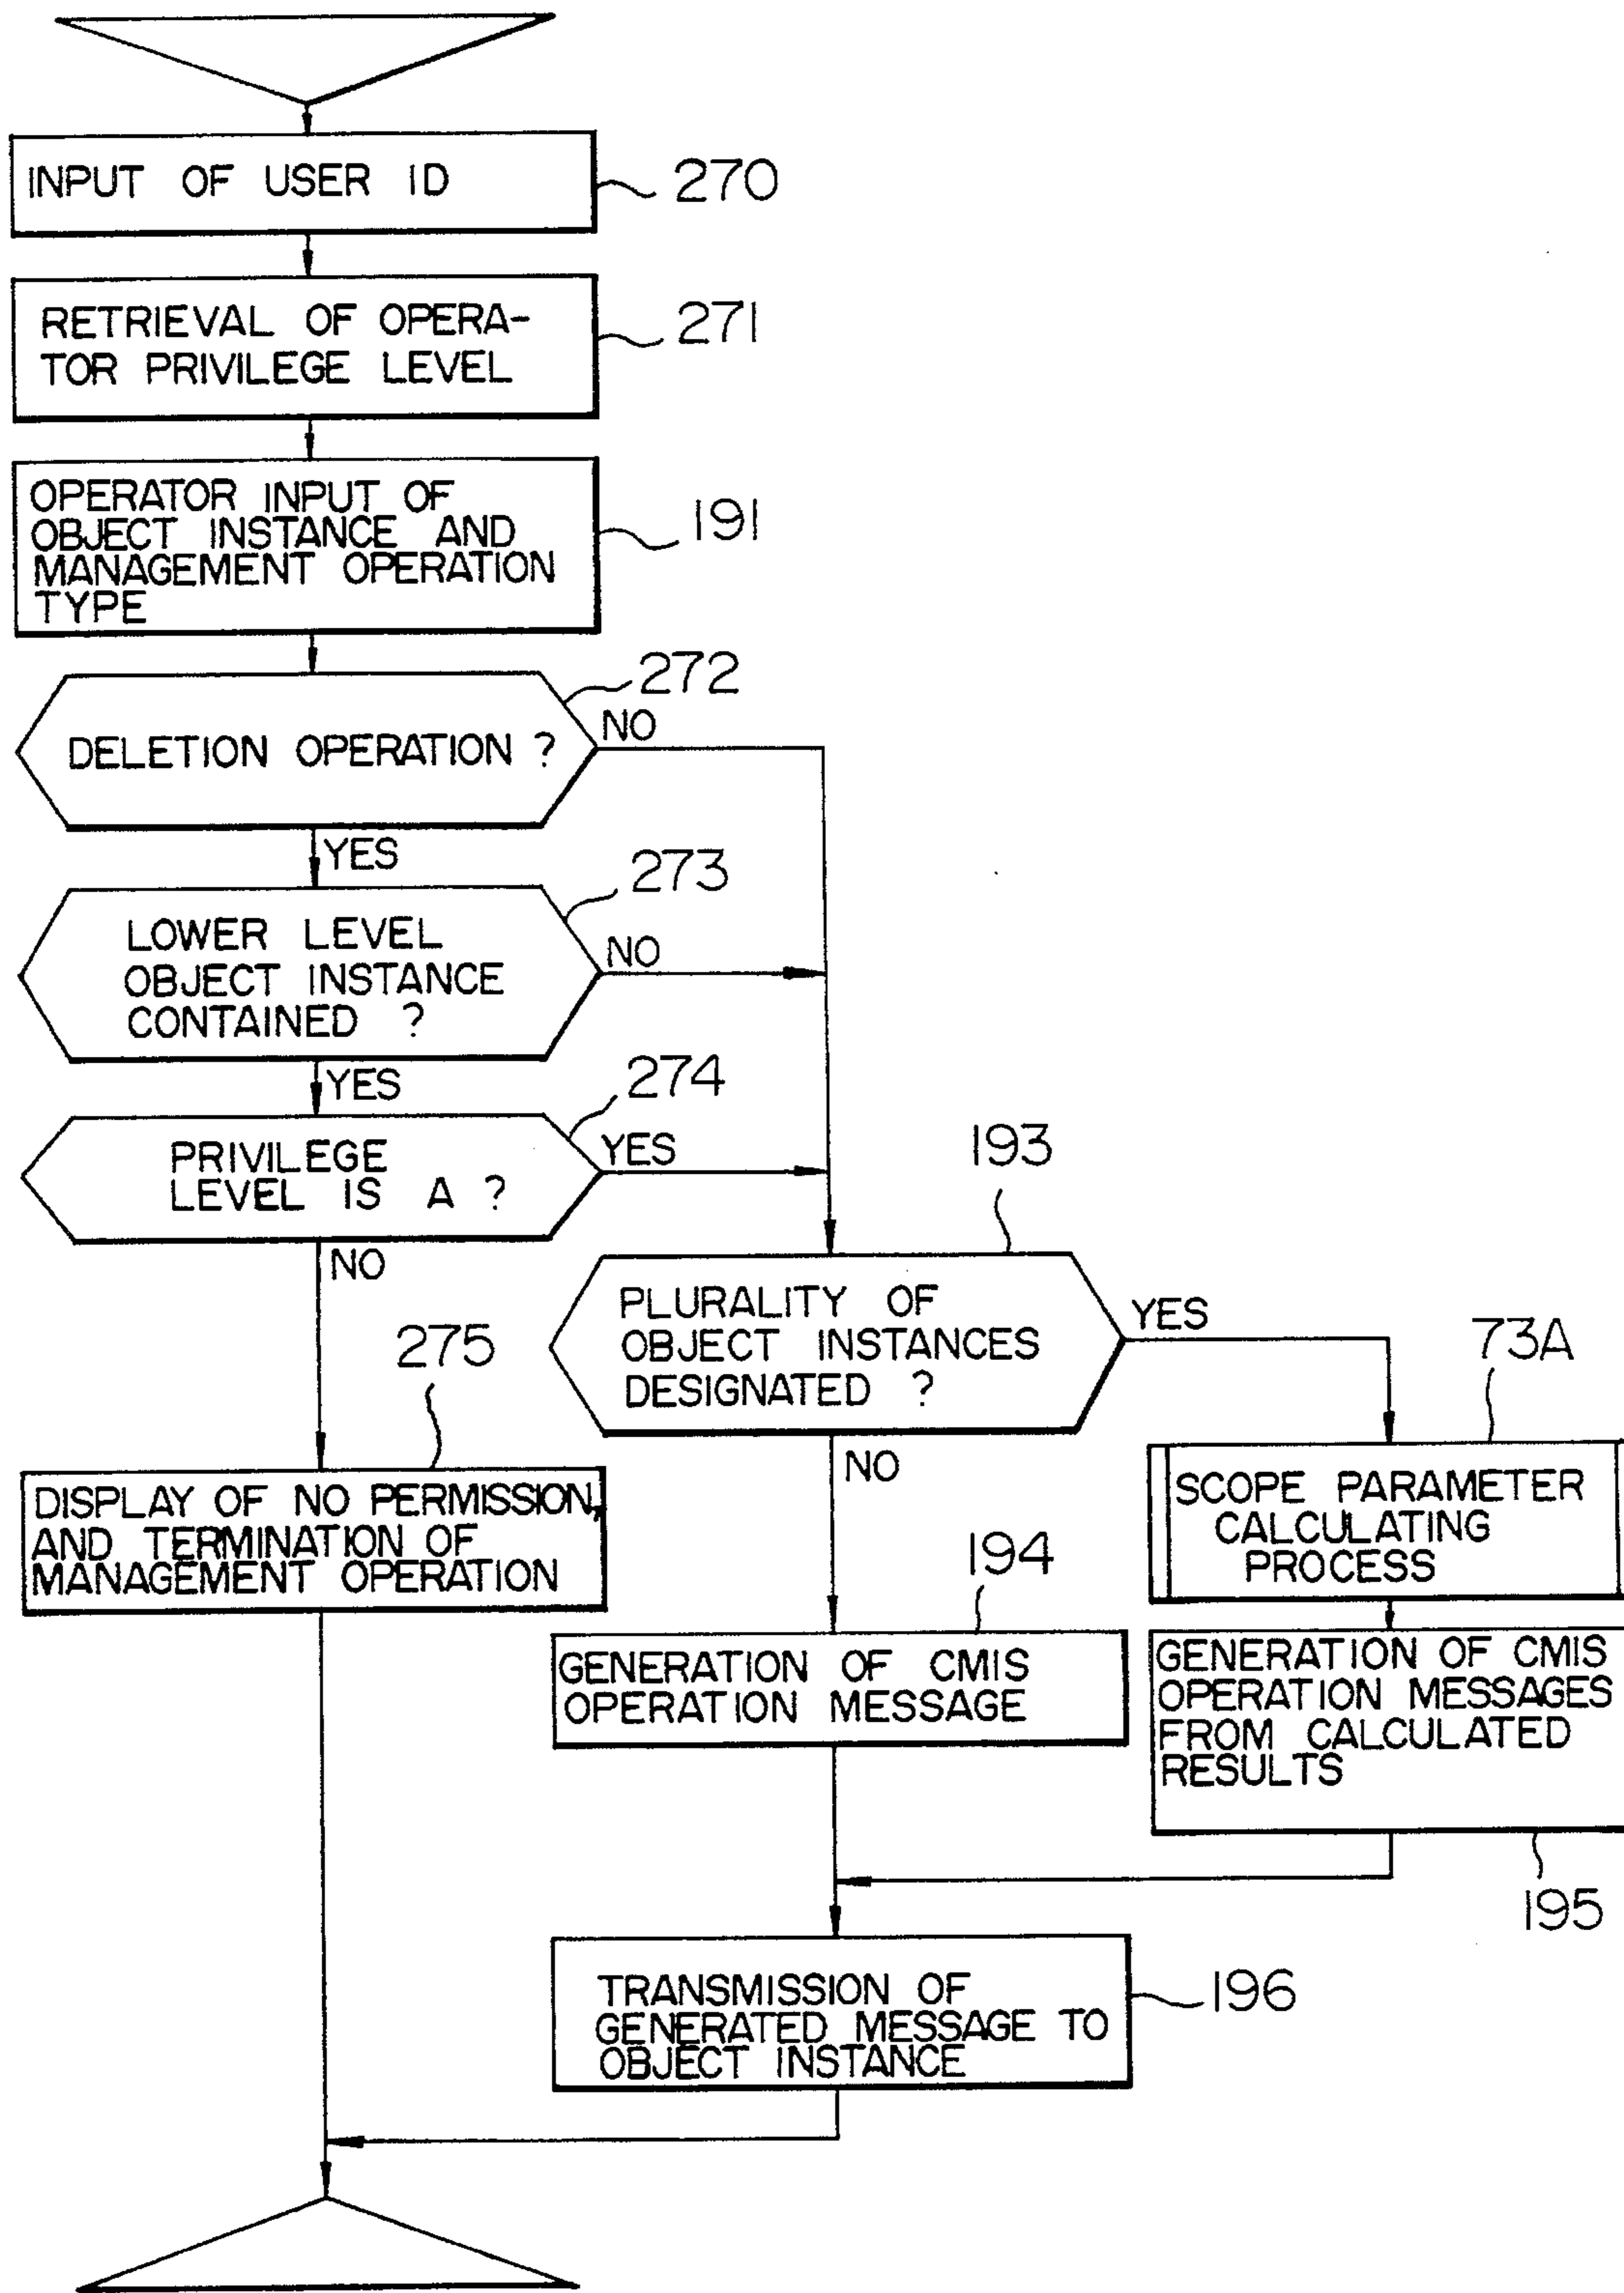 INPUT OF USER ID
270
RETRIEVAL OF OPERA-
TOR PRIVILEGE LEVEL
271
OPERATOR INPUT OF
OBJECT INSTANCE AND
MANAGEMENT OPERATION
TYPE
191
272
DELETION OPERATION ?
NO
YES
273
LOWER LEVEL
OBJECT INSTANCE
CONTAINED ?
NO
YES
274
PRIVILEGE
LEVEL IS A ?
YES
NO
193
PLURALITY OF
OBJECT INSTANCES
DESIGNATED ?
YES
NO
275
DISPLAY OF NO PERMISSION,
AND TERMINATION OF
MANAGEMENT OPERATION
73A
SCOPE PARAMETER
CALCULATING
PROCESS
194
GENERATION OF CMIS
OPERATION MESSAGE
GENERATION OF CMIS
OPERATION MESSAGES
FROM CALCULATED
RESULTS
195
TRANSMISSION OF
GENERATED MESSAGE TO
OBJECT INSTANCE
196